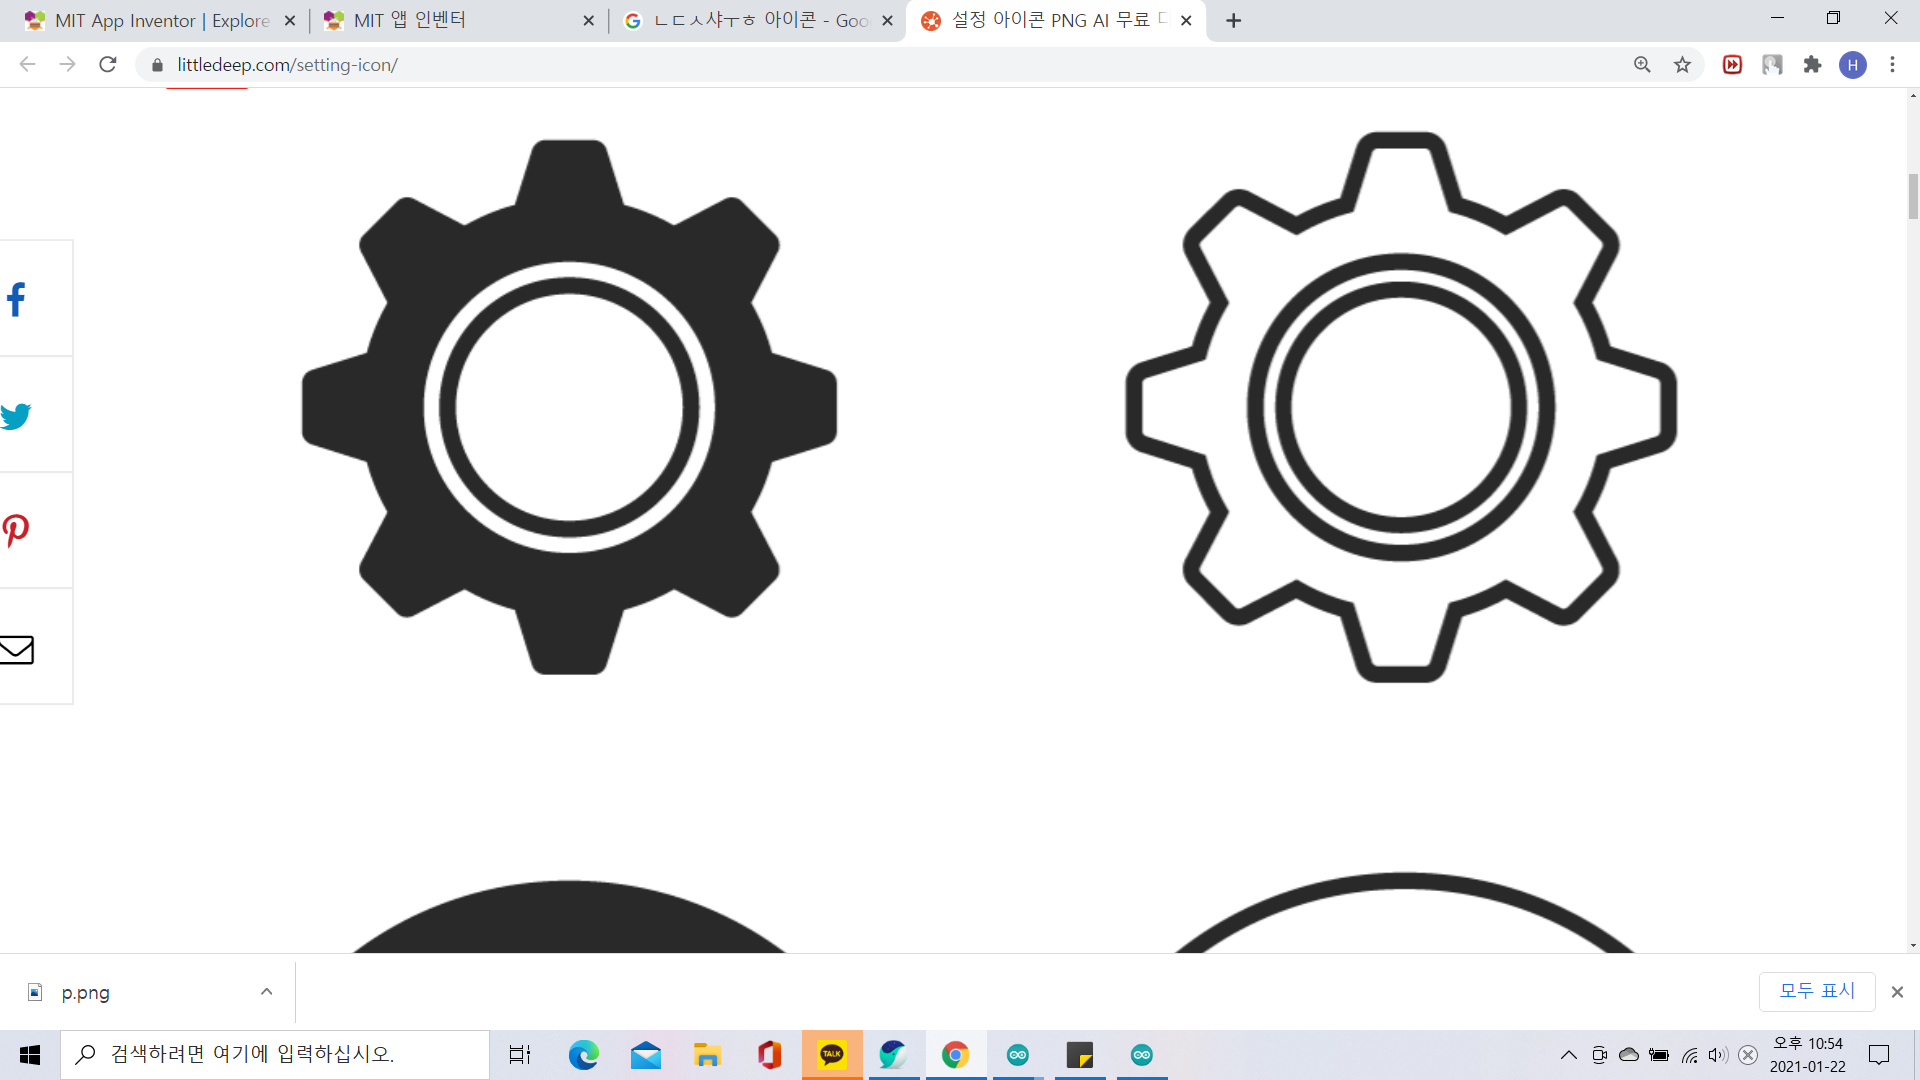 MIT App Inventor | Explore
MIT 앱 인벤터
ㄴㄷㅅ샤ㅜㅎ 아이콘 - Goo
설정 아이콘 PNG AI 무료 다
littledeep.com/setting-icon/
H
p.png
모두 표시
검색하려면 여기에 입력하십시오.
TALK
오후 10:54
2021-01-22